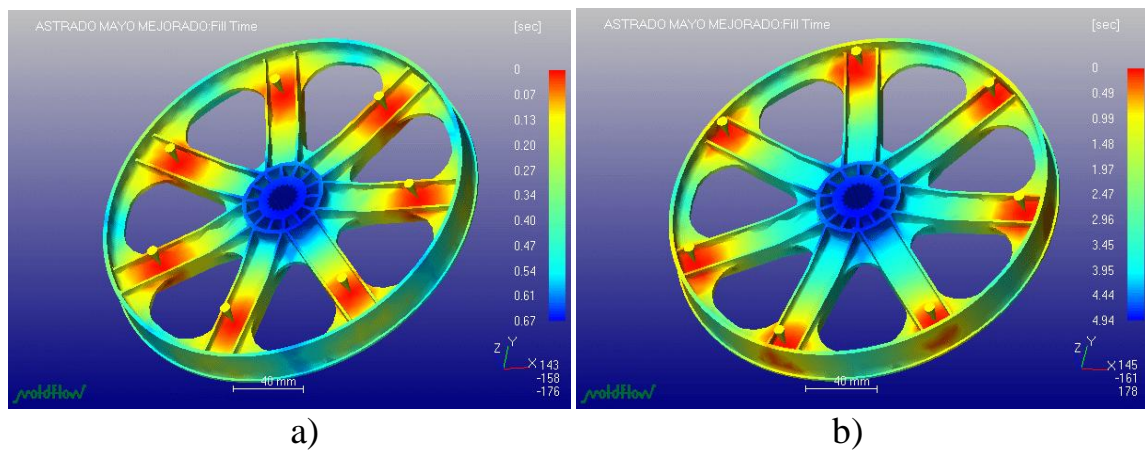 ASTRADO MAYO MEJORADO:Fill Time
[sec]
0
0.07
0.13
0.20
0.27
0.34
0.40
0.47
0.54
0.61
0.67
40 mm
Z Y
X 143
-158
-176
moldflow
a)
ASTRADO MAYO MEJORADO:Fill Time
[sec]
0
0.49
0.99
1.48
1.97
2.47
2.96
3.45
3.95
4.44
4.94
40 mm
Z Y
X 145
-161
178
moldflow
b)